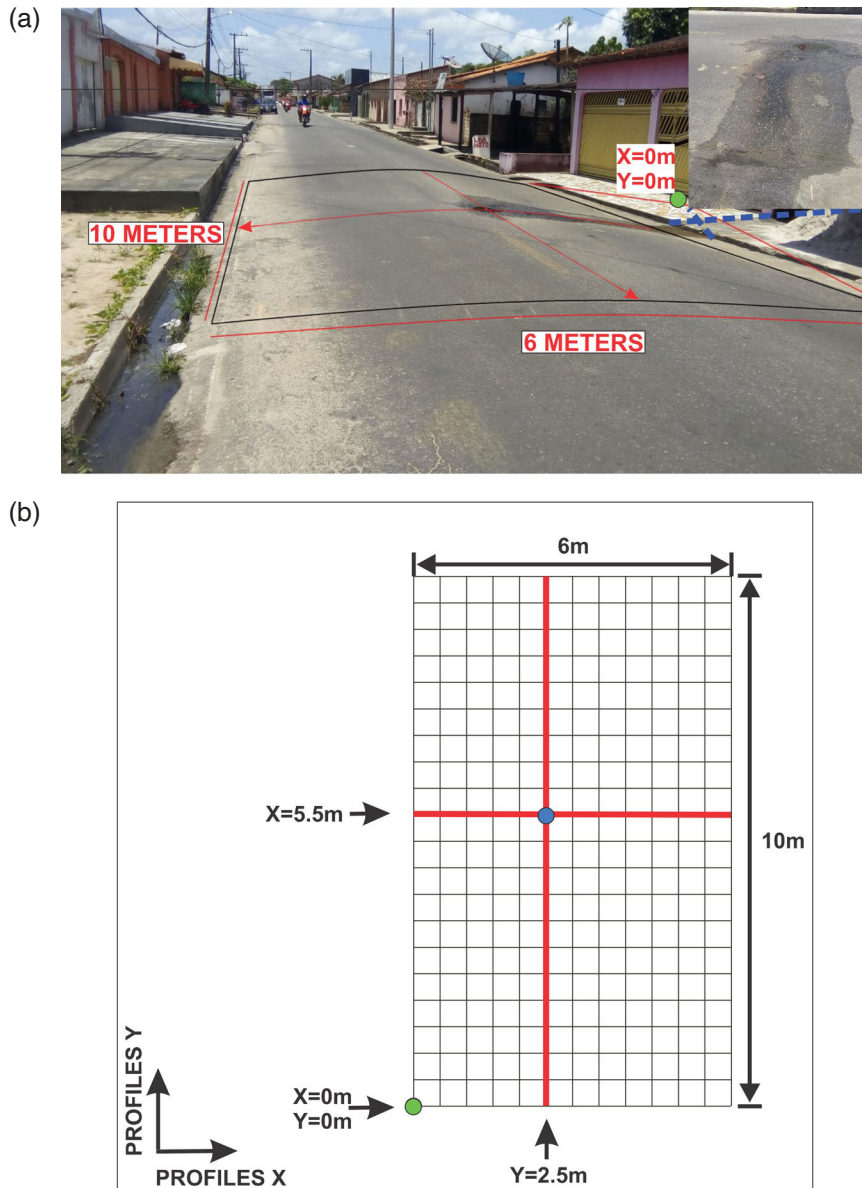 (a)
X=0m
Y=0m
10 METERS
6 METERS
(b)
6m
X=5.5m
10m
PROFILES Y
X=0m
Y=0m
PROFILES X
Y=2.5m